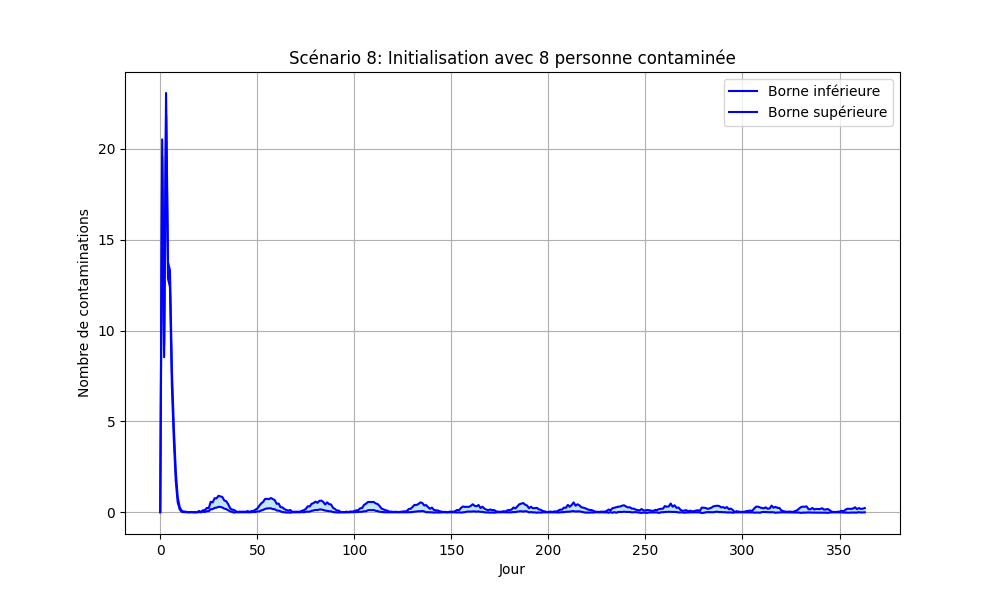 Scénario 8: Initialisation avec 8 personne contaminée
Borne inférieure
Borne supérieure
Nombre de contaminations
20
15
10
5
0
0 50 100 150 200 250 300 350
Jour